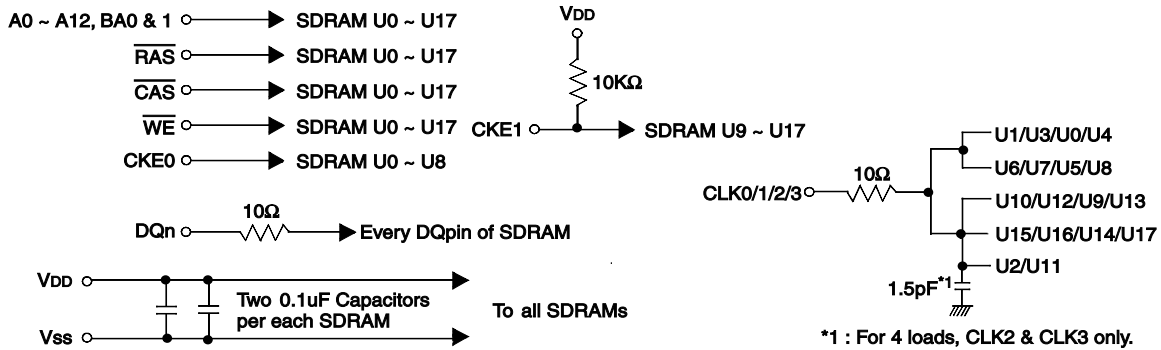 A0 ~ A12, BA0 & 1 SDRAM U0 ~ U17
RAS SDRAM U0 ~ U17
CAS SDRAM U0 ~ U17
WE SDRAM U0 ~ U17
CKE0 SDRAM U0 ~ U8
VDD
10KΩ
CKE1 SDRAM U9 ~ U17
DQn 10Ω Every DQpin of SDRAM
VDD
Two 0.1uF Capacitors
per each SDRAM
To all SDRAMs
Vss
CLK0/1/2/3 10Ω
U1/U3/U0/U4
U6/U7/U5/U8
U10/U12/U9/U13
U15/U16/U14/U17
U2/U11
1.5pF*1
*1 : For 4 loads, CLK2 & CLK3 only.